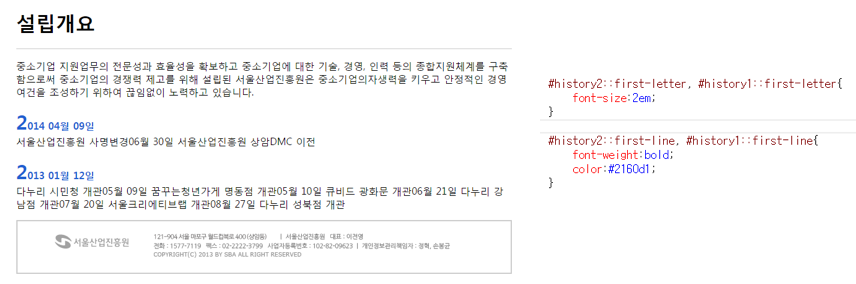 설립개요
중소기업 지원업무의 전문성과 효율성을 확보하고 중소기업에 대한 기술, 경영, 인력 등의 종합지원체계를 구축
함으로써 중소기업의 경쟁력 제고를 위해 설립된 서울산업진흥원은 중소기업의자생력을 키우고 안정적인 경영
여건을 조성하기 위하여 끊임없이 노력하고 있습니다.
2014 04월 09일
서울산업진흥원 사명변경06월 30일 서울산업진흥원 상암DMC 이전
2013 01월 12일
다누리 시민청 개관05월 09일 꿈꾸는청년가게 명동점 개관05월 10일 큐비드 광화문 개관06월 21일 다누리 강
남점 개관07월 20일 서울크리에티브랩 개관08월 27일 다누리 성북점 개관
서울산업진흥원
121-904 서울 마포구 월드컵북로 400 (상암동) | 서울산업진흥원 대표 : 이전영
전화 : 1577-7119 팩스 : 02-2222-3799 사업자등록번호 : 102-82-09623 | 개인정보관리책임자 : 정혁, 손봉균
COPYRIGHT(C) 2013 BY SBA ALL RIGHT RESERVED
#history2::first-letter, #history1::first-letter{
font-size:2em;
}
#history2::first-line, #history1::first-line{
font-weight:bold;
color:#2160d1;
}